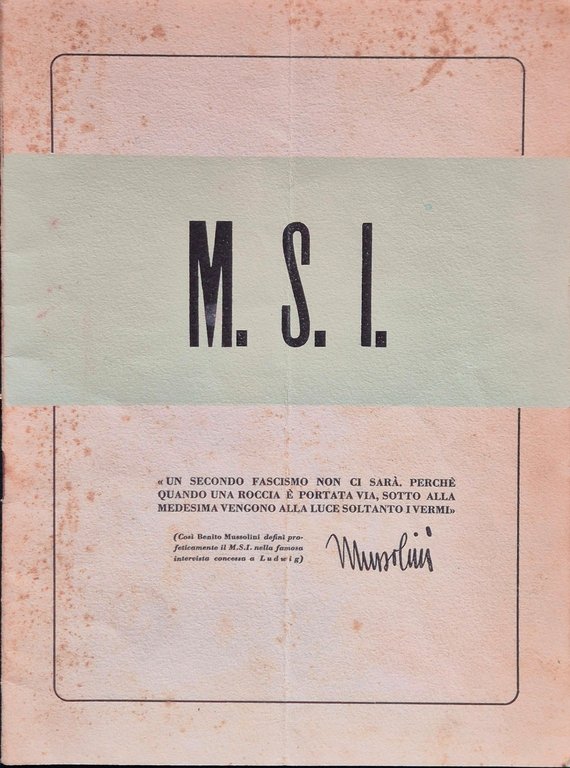 M. S. I.
« UN SECONDO FASCISMO NON CI SARÀ. PERCHÈ
QUANDO UNA ROCCIA È PORTATA VIA, SOTTO ALLA
MEDESIMA VENGONO ALLA LUCE SOLTANTO I VERMI»
(Così Benito Mussolini definì pro-
feticamente il M.S.I. nella famosa
intervista concessa a Ludwig)
Mussolini